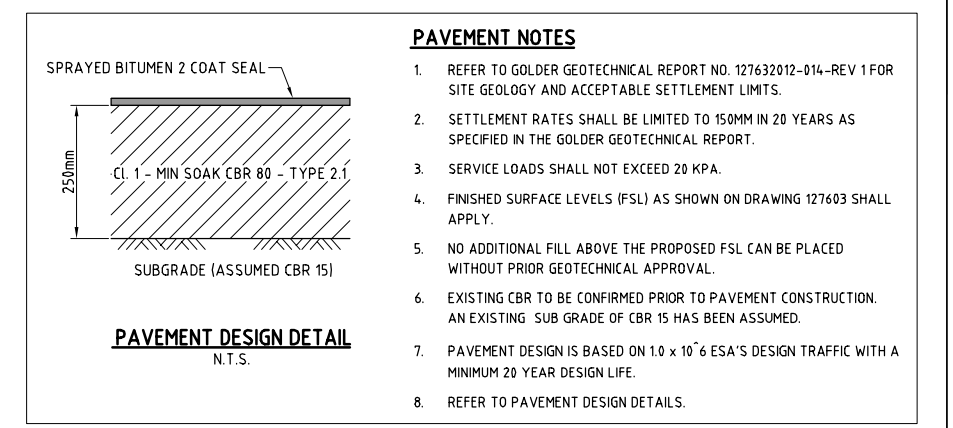 SPRAYED BITUMEN 2 COAT SEAL
250mm
Cl. 1 - MIN SOAK CBR 80 - TYPE 2.1
SUBGRADE (ASSUMED CBR 15)
PAVEMENT DESIGN DETAIL
N.T.S.
PAVEMENT NOTES
1. REFER TO GOLDER GEOTECHNICAL REPORT NO. 127632012-014-REV 1 FOR
SITE GEOLOGY AND ACCEPTABLE SETTLEMENT LIMITS.
2. SETTLEMENT RATES SHALL BE LIMITED TO 150MM IN 20 YEARS AS
SPECIFIED IN THE GOLDER GEOTECHNICAL REPORT.
3. SERVICE LOADS SHALL NOT EXCEED 20 KPA.
4. FINISHED SURFACE LEVELS (FSL) AS SHOWN ON DRAWING 127603 SHALL
APPLY.
5. NO ADDITIONAL FILL ABOVE THE PROPOSED FSL CAN BE PLACED
WITHOUT PRIOR GEOTECHNICAL APPROVAL.
6. EXISTING CBR TO BE CONFIRMED PRIOR TO PAVEMENT CONSTRUCTION.
AN EXISTING SUB GRADE OF CBR 15 HAS BEEN ASSUMED.
7. PAVEMENT DESIGN IS BASED ON 1.0 x 10^6 ESA'S DESIGN TRAFFIC WITH A
MINIMUM 20 YEAR DESIGN LIFE.
8. REFER TO PAVEMENT DESIGN DETAILS.